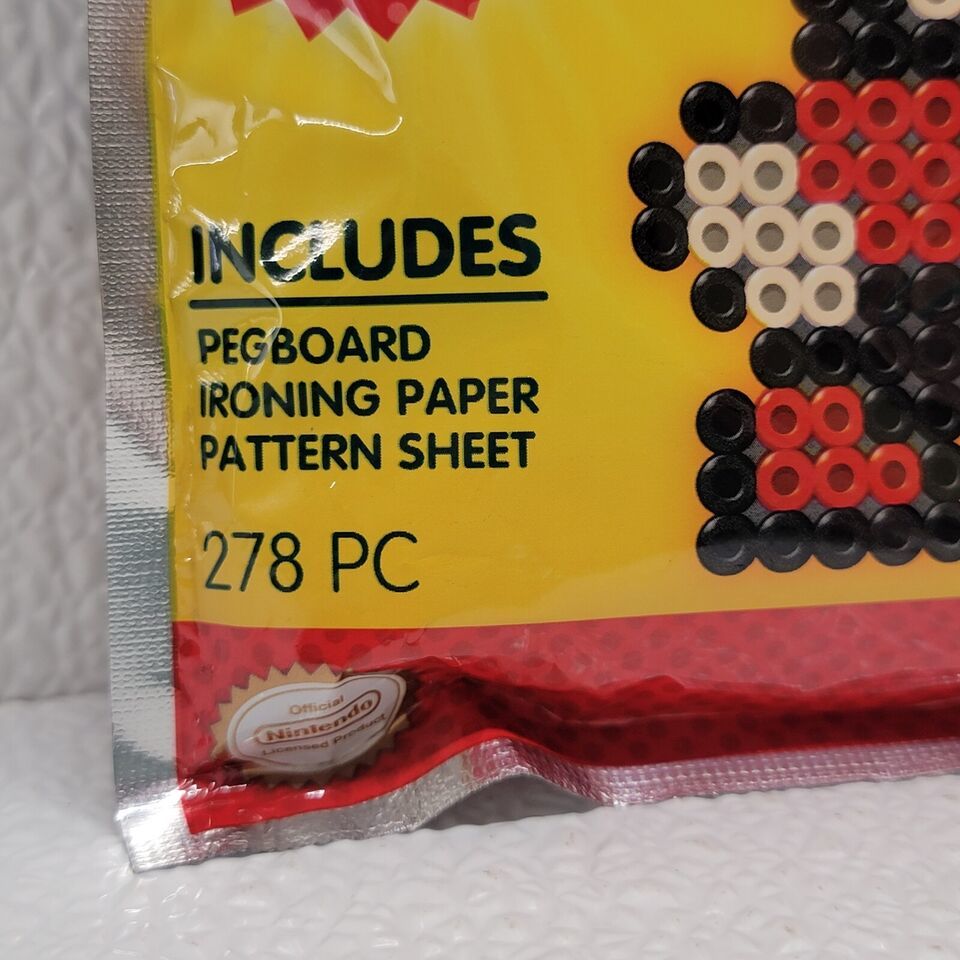 INCLUDES
PEGBOARD
IRONING PAPER
PATTERN SHEET
278 PC
Official
Nintendo
Licensed Product